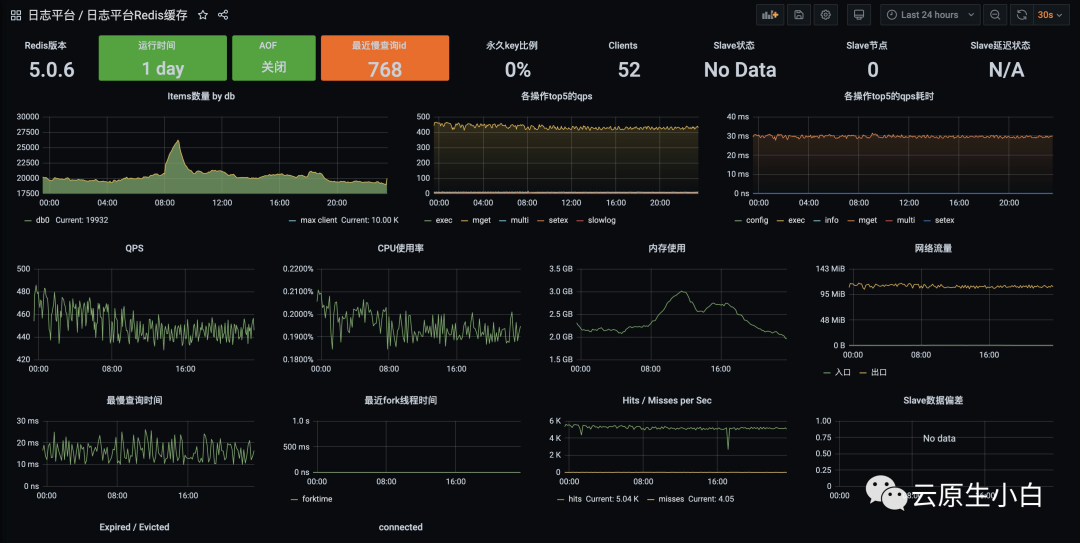 日志平台 / 日志平台Redis缓存
Last 24 hours
30s
Redis版本
5.0.6
运行时间
1 day
AOF
关闭
最近慢查询id
768
永久key比例
0%
Clients
52
Slave状态
No Data
Slave节点
0
Slave延迟状态
N/A
Items数量 by db
30000
27500
25000
22500
20000
17500
00:00 04:00 08:00 12:00 16:00 20:00
db0 Current: 19932
max client Current: 10.00 K
各操作top5的qps
500
400
300
200
100
0
00:00 04:00 08:00 12:00 16:00 20:00
exec mget multi setex slowlog
各操作top5的qps耗时
40 ms
30 ms
20 ms
10 ms
0 ns
00:00 04:00 08:00 12:00 16:00 20:00
config exec info mget multi setex
QPS
500
480
460
440
420
00:00 08:00 16:00
CPU使用率
0.2200%
0.2100%
0.2000%
0.1900%
0.1800%
00:00 08:00 16:00
内存使用
3.5 GB
3.0 GB
2.5 GB
2.0 GB
1.5 GB
00:00 08:00 16:00
网络流量
143 MiB
95 MiB
48 MiB
0 B
00:00 08:00 16:00
入口 出口
最慢查询时间
30 ms
20 ms
10 ms
0 ns
00:00 08:00 16:00
最近fork线程时间
1.0 s
500 ms
0 ns
00:00 08:00 16:00
forktime
Hits / Misses per Sec
6 K
4 K
2 K
0
00:00 08:00 16:00
hits Current: 5.04 K misses Current: 4.05
Slave数据偏差
1.00
0.75
0.50
0.25
0
No data
00:00
云原生小白
Expired / Evicted
connected